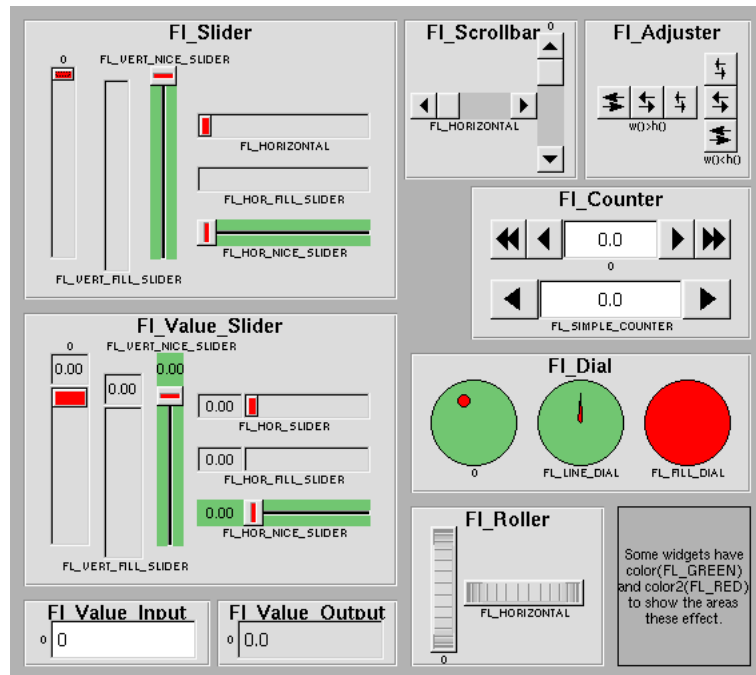 Fl_Slider
0
FL_VERT_NICE_SLIDER
FL_HORIZONTAL
FL_HOR_FILL_SLIDER
FL_HOR_NICE_SLIDER
FL_VERT_FILL_SLIDER
Fl_Scrollbar
0
FL_HORIZONTAL
Fl_Adjuster
w()>h()
w()<h()
Fl_Counter
0.0
0
0.0
FL_SIMPLE_COUNTER
Fl_Value_Slider
0
FL_VERT_NICE_SLIDER
0.00
0.00
0.00
0.00
FL_HOR_SLIDER
0.00
FL_HOR_FILL_SLIDER
0.00
FL_HOR_NICE_SLIDER
FL_VERT_FILL_SLIDER
Fl_Dial
0
FL_LINE_DIAL
FL_FILL_DIAL
Fl_Roller
FL_HORIZONTAL
0
Some widgets have
color(FL_GREEN)
and color2(FL_RED)
to show the areas
these effect.
Fl_Value_Input
0
0
Fl_Value_Output
0
0.0